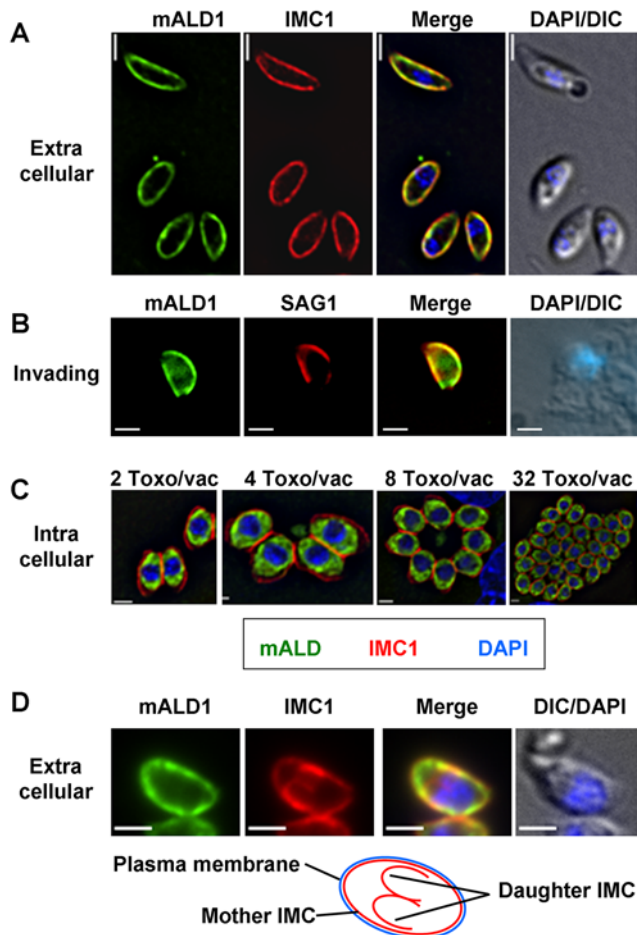 A
mALD1 IMC1 Merge DAPI/DIC
Extra
cellular
B
mALD1 SAG1 Merge DAPI/DIC
Invading
C
2 Toxo/vac 4 Toxo/vac 8 Toxo/vac 32 Toxo/vac
Intra
cellular
mALD IMC1 DAPI
D
mALD1 IMC1 Merge DIC/DAPI
Extra
cellular
Plasma membrane
Daughter IMC
Mother IMC